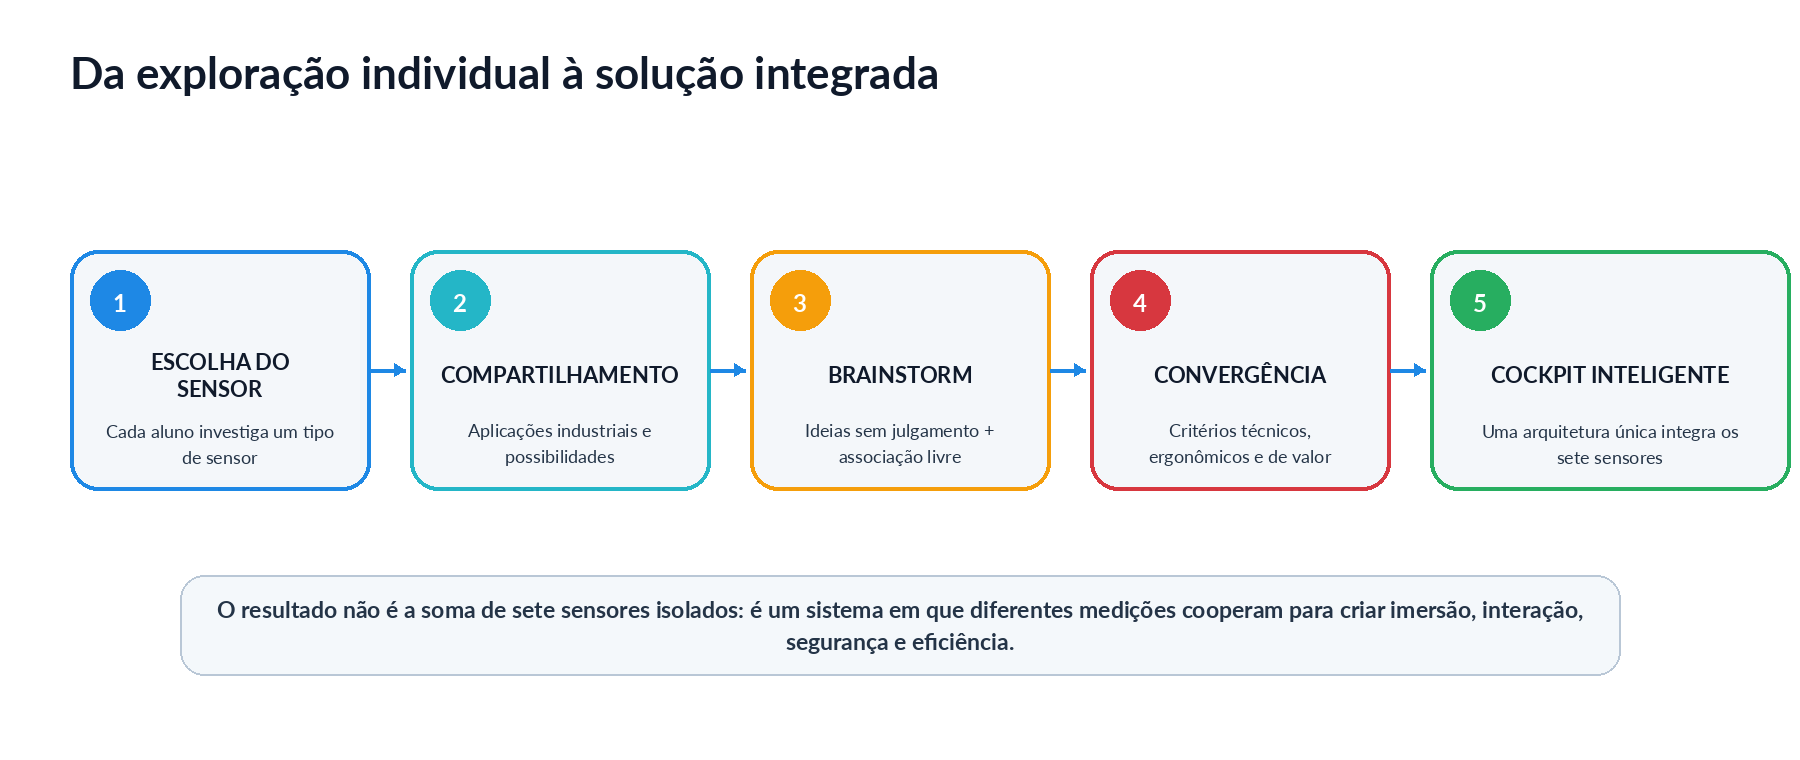 Da exploração individual à solução integrada
1
ESCOLHA DO
SENSOR
Cada aluno investiga um tipo
de sensor
2
COMPARTILHAMENTO
Aplicações industriais e
possibilidades
3
BRAINSTORM
Ideias sem julgamento +
associação livre
4
CONVERGÊNCIA
Critérios técnicos,
ergonômicos e de valor
5
COCKPIT INTELIGENTE
Uma arquitetura única integra os
sete sensores
O resultado não é a soma de sete sensores isolados: é um sistema em que diferentes medições cooperam para criar imersão, interação,
segurança e eficiência.